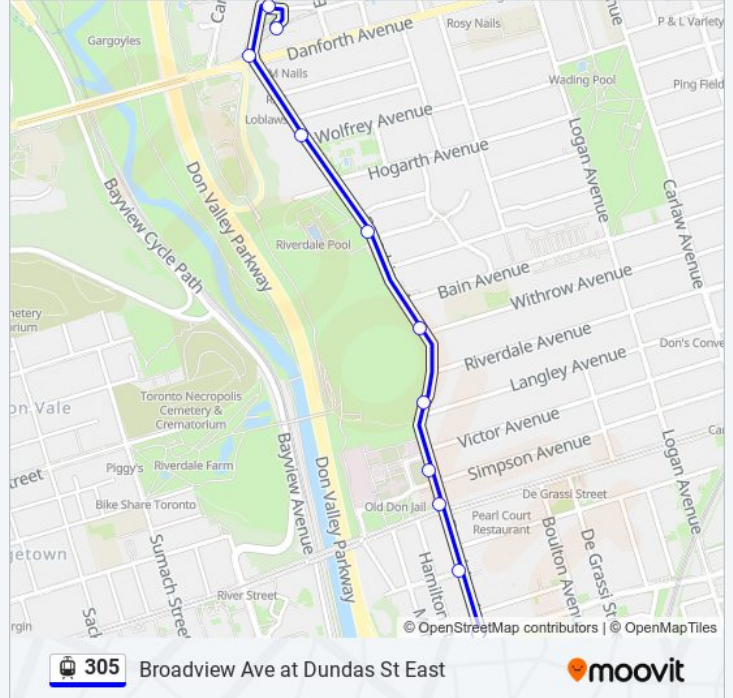 Gargoyles
Danforth Avenue
Rosy Nails
P & L Variety
M Nails
Wading Pool
Ping Field
Loblaws
Wolfrey Avenue
Hogarth Avenue
Logan Avenue
Carlaw Avenue
Don Valley Parkway
Bayview Cycle Path
Riverdale Pool
Bain Avenue
Withrow Avenue
Riverdale Avenue
Don's Conve
Langley Avenue
Toronto Necropolis
Cemetery &
Crematorium
on Vale
Victor Avenue
Simpson Avenue
Logan Avenue
Piggy's
Riverdale Farm
Bayview Avenue
Don Valley Parkway
Bike Share Toronto
Old Don Jail
De Grassi Street
Pearl Court
Restaurant
getown
Sumach Street
Hamilton
Boulton Avenu
De Grassi St
River Street
© OpenStreetMap contributors | © OpenMapTiles
305 Broadview Ave at Dundas St East
moovit